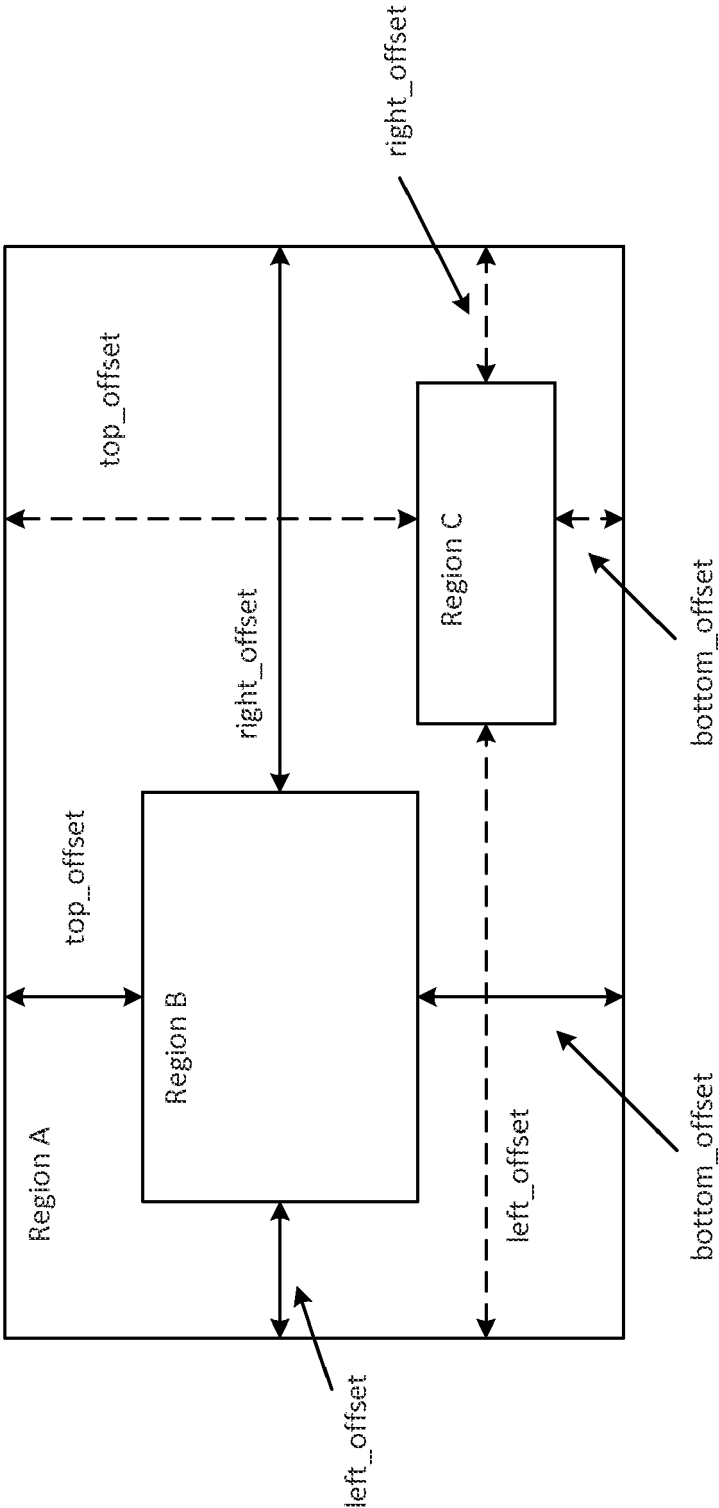 Region A
top_offset
top_offset
Region B
right_offset
right_offset
left_offset
Region C
left_offset
bottom_offset
bottom_offset